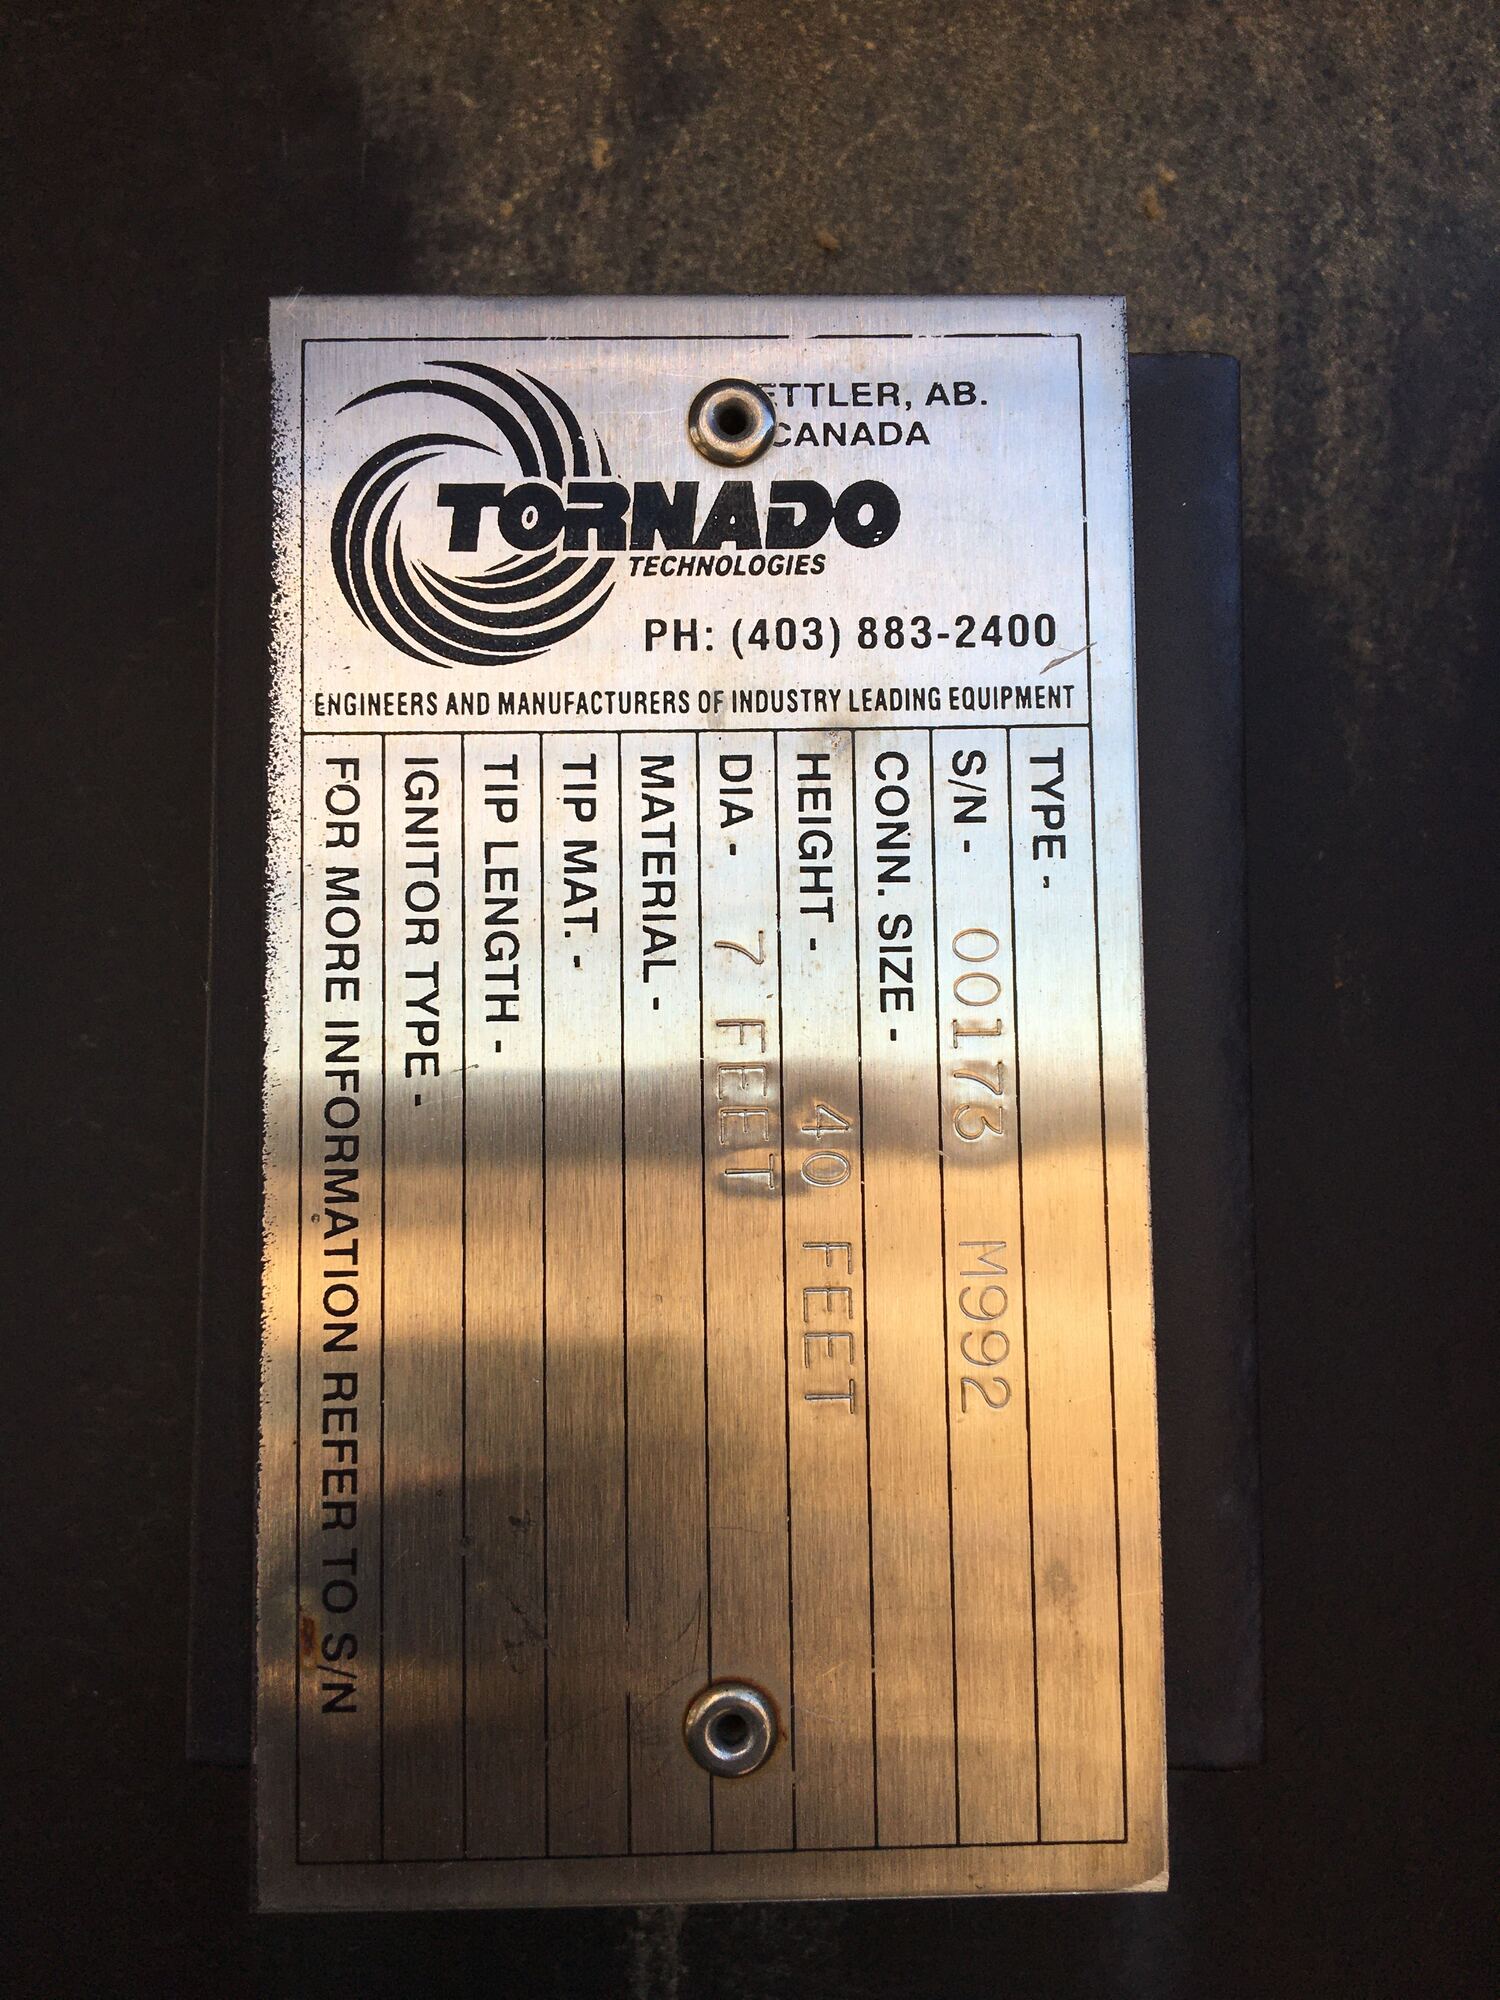 ETTLER, AB.
CANADA
TORNADO
TECHNOLOGIES
PH: (403) 883-2400
ENGINEERS AND MANUFACTURERS OF INDUSTRY LEADING EQUIPMENT
TYPE -
S/N - 00173 M992
CONN. SIZE -
HEIGHT - 40 FEET
DIA - 7 FEET
MATERIAL -
TIP MAT. -
TIP LENGTH -
IGNITOR TYPE -
FOR MORE INFORMATION REFER TO S/N